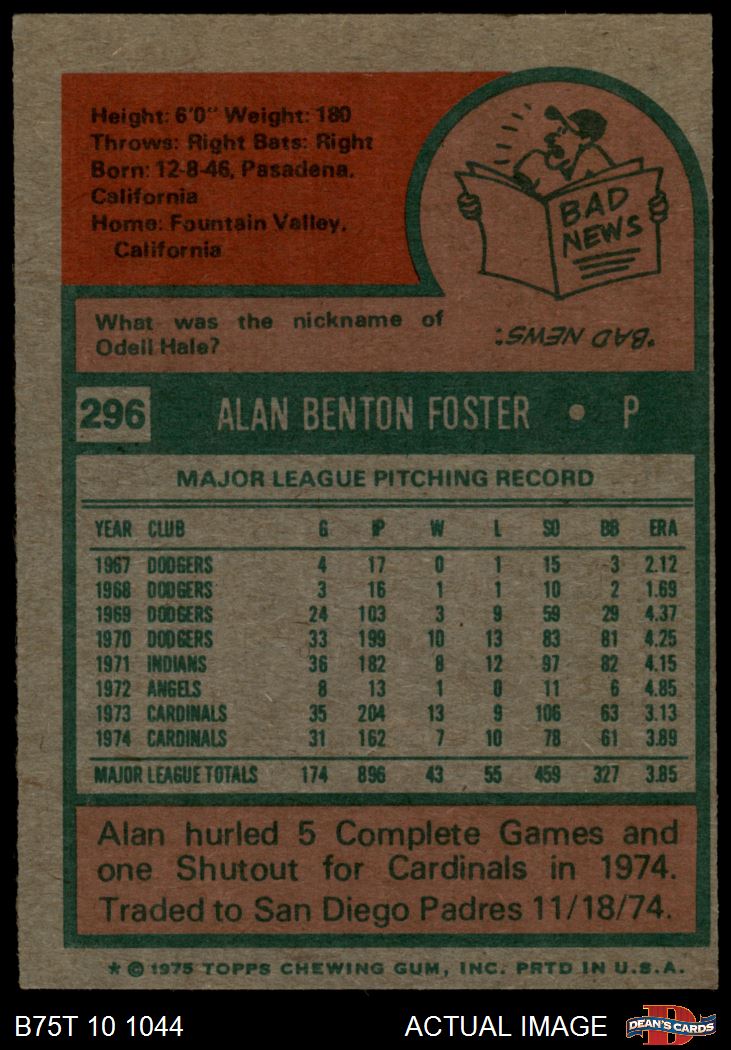 Height: 6'0" Weight: 180
Throws: Right Bats: Right
Born: 12-8-46, Pasadena,
California
Home: Fountain Valley,
California
BAD
NEWS
What was the nickname of
Odell Hale?
"BAD NEWS."
296 ALAN BENTON FOSTER • P
MAJOR LEAGUE PITCHING RECORD
YEAR CLUB G IP W L SO BB ERA
1967 DODGERS 4 17 0 1 15 3 2.12
1968 DODGERS 3 16 1 1 10 2 1.69
1969 DODGERS 24 103 3 9 59 29 4.37
1970 DODGERS 33 199 10 13 83 81 4.25
1971 INDIANS 36 182 8 12 97 82 4.15
1972 ANGELS 8 13 1 0 11 6 4.85
1973 CARDINALS 35 204 13 9 106 63 3.13
1974 CARDINALS 31 162 7 10 78 61 3.89
MAJOR LEAGUE TOTALS 174 896 43 55 459 327 3.85
Alan hurled 5 Complete Games and
one Shutout for Cardinals in 1974.
Traded to San Diego Padres 11/18/74.
* © 1975 TOPPS CHEWING GUM, INC. PRTD IN U.S.A.
B75T 10 1044 ACTUAL IMAGE DEAN'S CARDS